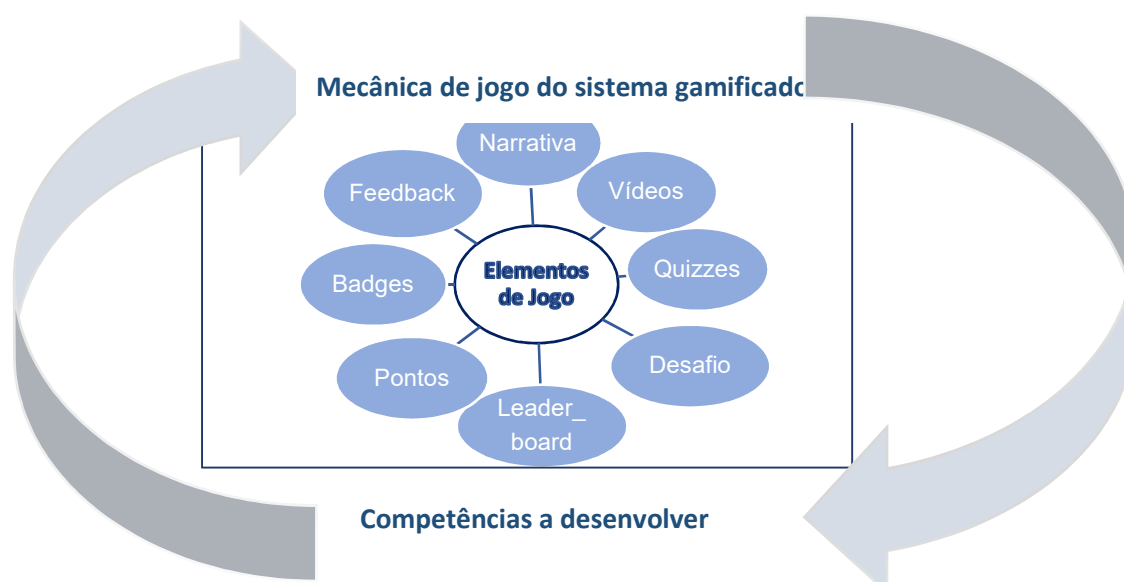 Mecânica de jogo do sistema gamificado
Narrativa
Feedback
Vídeos
Elementos
de Jogo
Quizzes
Badges
Desafio
Pontos
Leader_
board
Competências a desenvolver